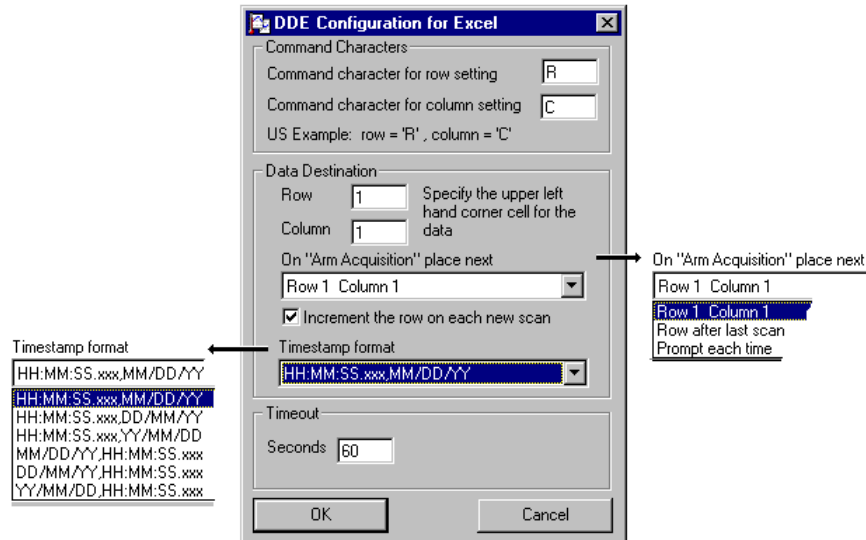 DDE Configuration for Excel
Command Characters
Command character for row setting R
Command character for column setting C
US Example: row = 'R' , column = 'C'
Data Destination
Row 1
Column 1
Specify the upper left
hand corner cell for the
data
On "Arm Acquisition" place next
Row 1 Column 1
Increment the row on each new scan
Timestamp format
HH:MM:SS.xxx,MM/DD/YY
Timeout
Seconds 60
OK Cancel
On "Arm Acquisition" place next
Row 1 Column 1
Row 1 Column 1
Row after last scan
Prompt each time
Timestamp format
HH:MM:SS.xxx,MM/DD/YY
HH:MM:SS.xxx,MM/DD/YY
HH:MM:SS.xxx,DD/MM/YY
HH:MM:SS.xxx,YY/MM/DD
MM/DD/YY,HH:MM:SS.xxx
DD/MM/YY,HH:MM:SS.xxx
YY/MM/DD,HH:MM:SS.xxx